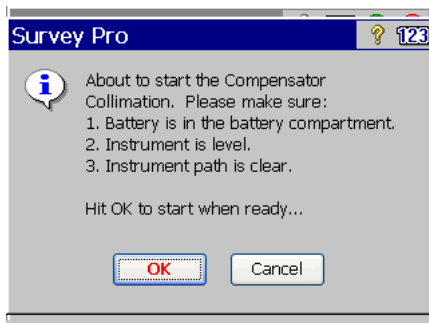 Survey Pro
? 123
About to start the Compensator
Collimation. Please make sure:
1. Battery is in the battery compartment.
2. Instrument is level.
3. Instrument path is clear.
Hit OK to start when ready...
OK Cancel